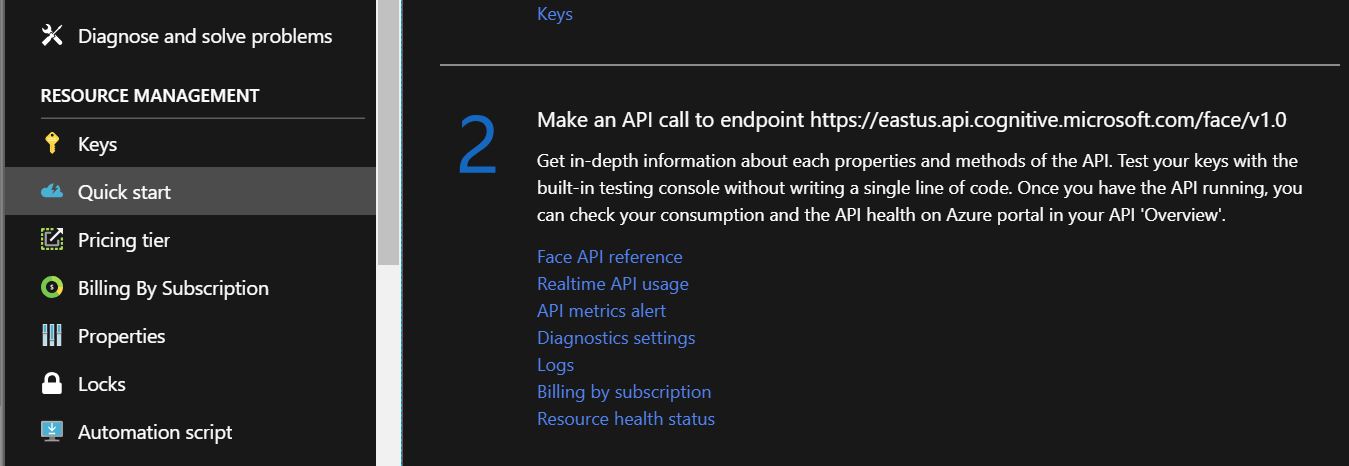 Diagnose and solve problems
RESOURCE MANAGEMENT
Keys
Quick start
Pricing tier
Billing By Subscription
Properties
Locks
Automation script
Keys
2
Make an API call to endpoint https://eastus.api.cognitive.microsoft.com/face/v1.0
Get in-depth information about each properties and methods of the API. Test your keys with the
built-in testing console without writing a single line of code. Once you have the API running, you
can check your consumption and the API health on Azure portal in your API 'Overview'.
Face API reference
Realtime API usage
API metrics alert
Diagnostics settings
Logs
Billing by subscription
Resource health status